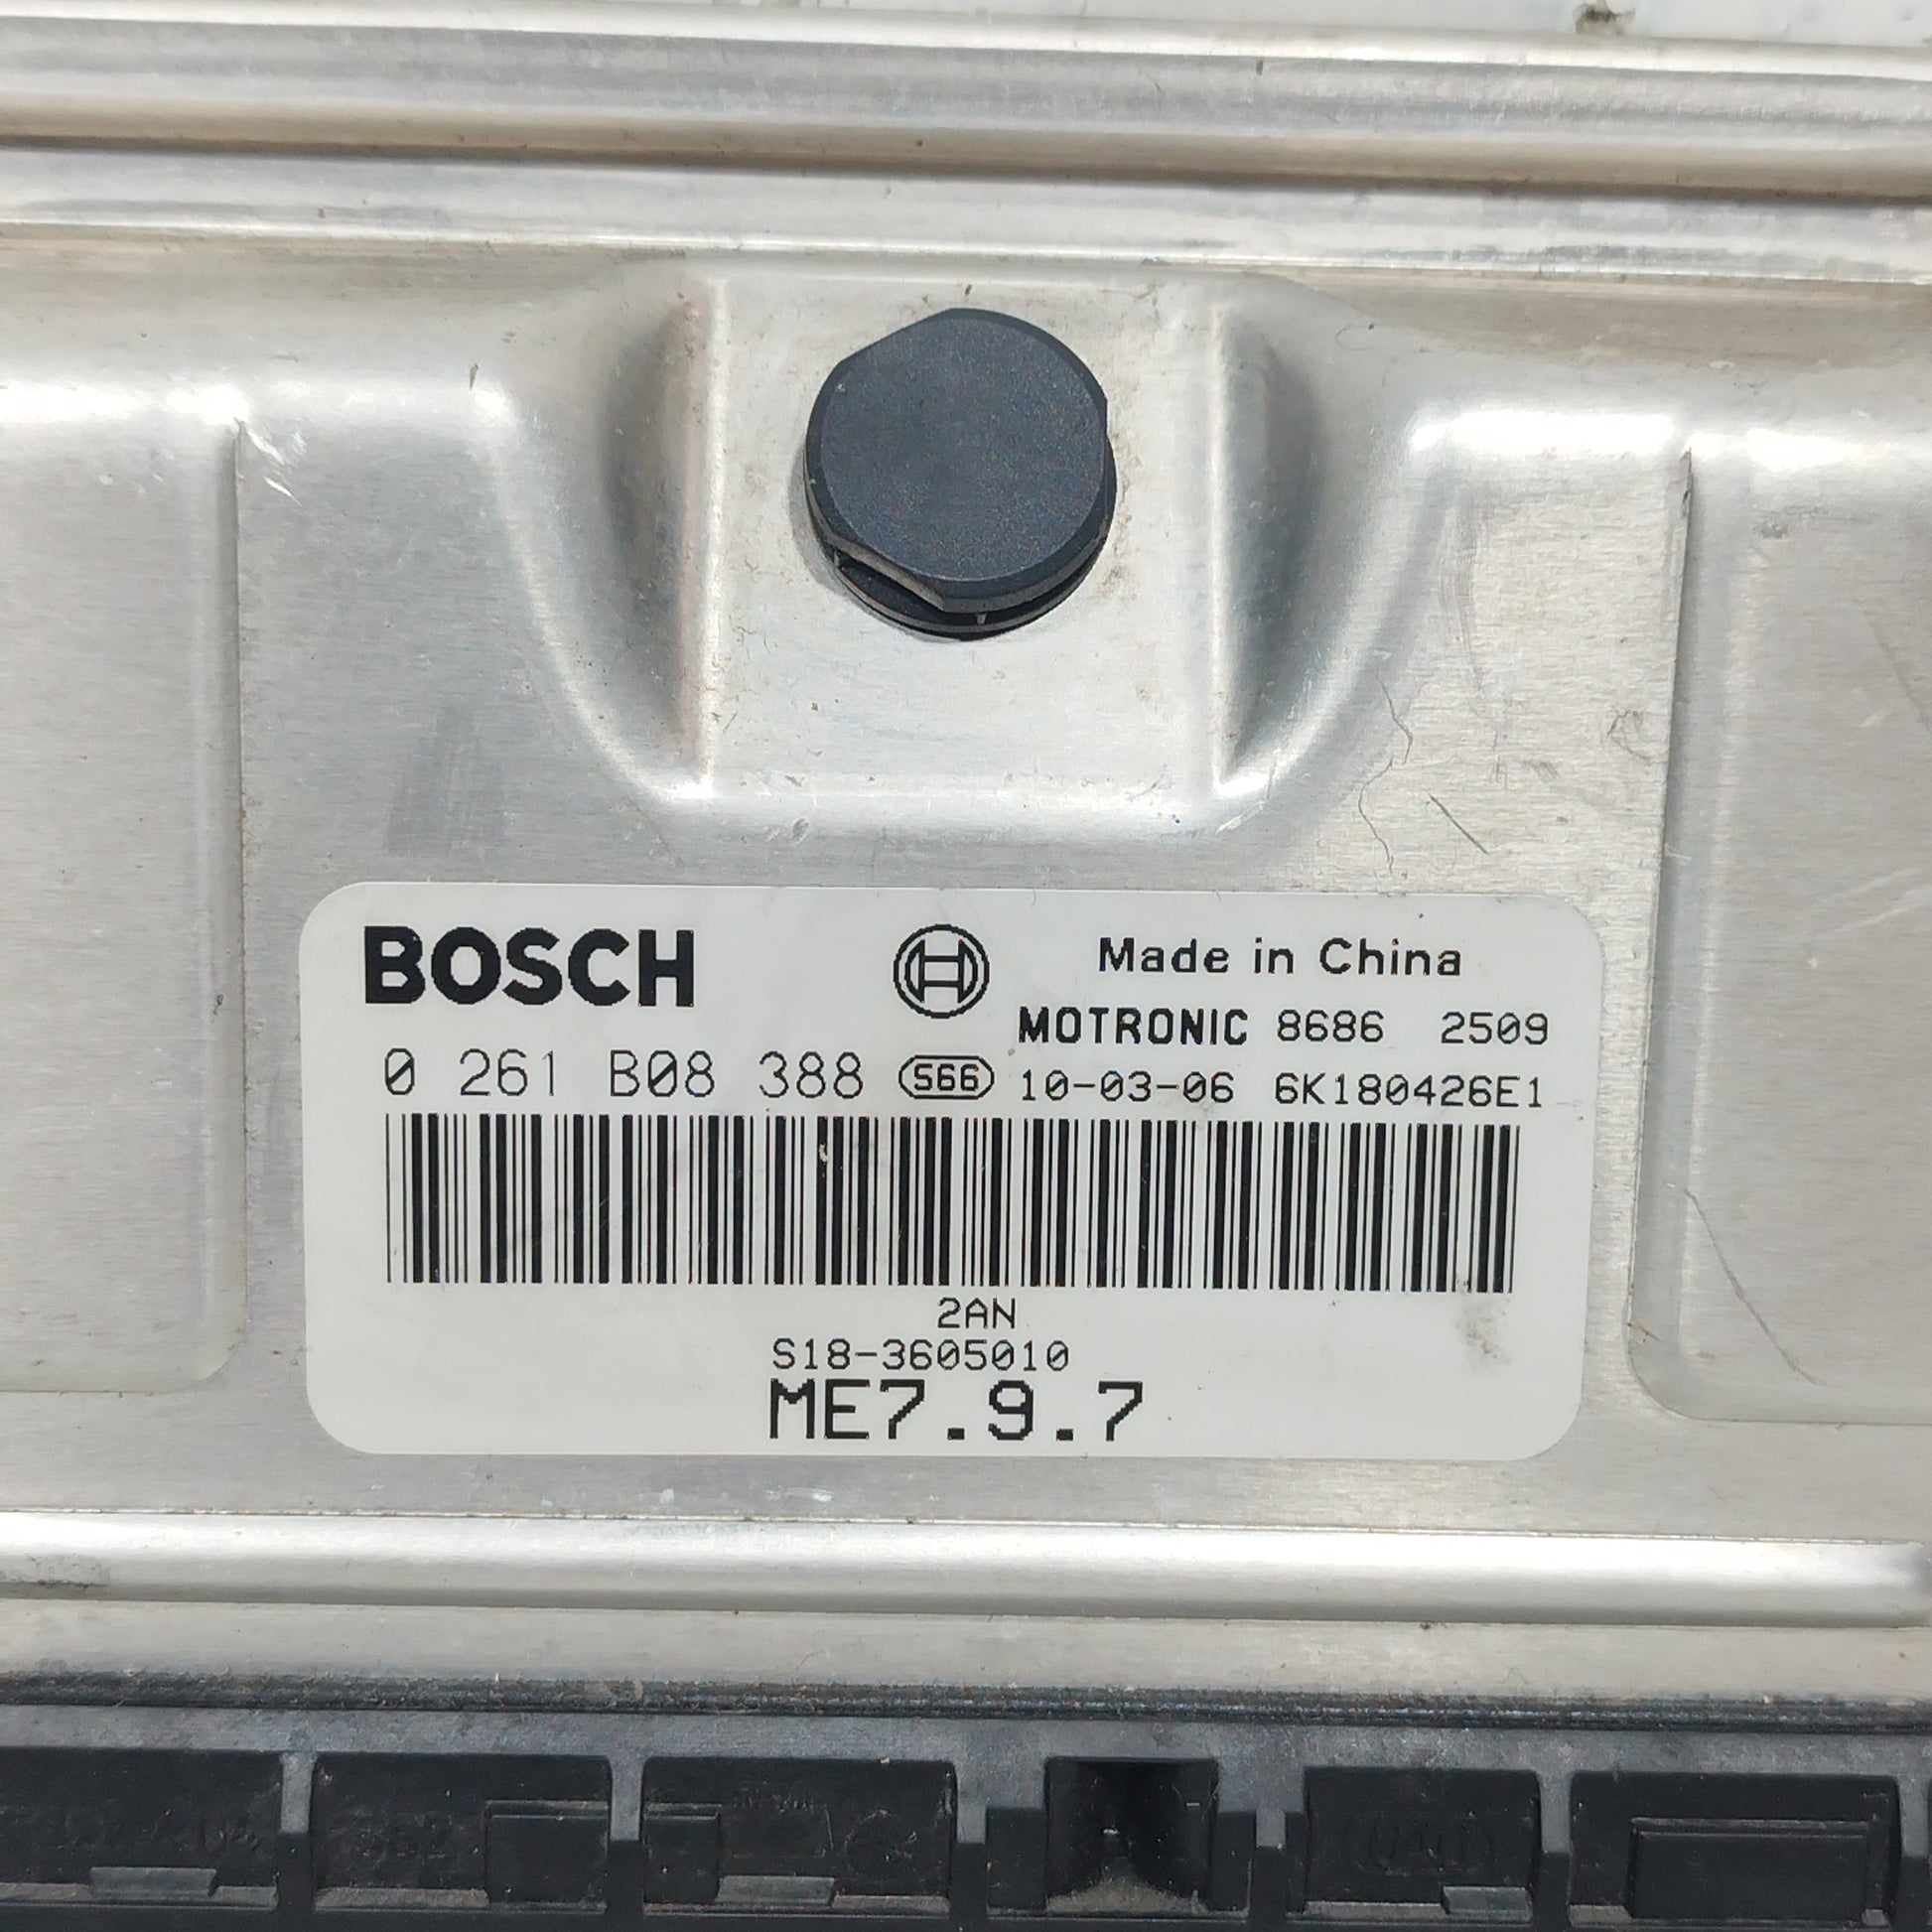 BOSCH
Made in China
MOTRONIC 8686 2509
0 261 B08 388 S66 10-03-06 6K180426E1
2AN
S18-3605010
ME7.9.7